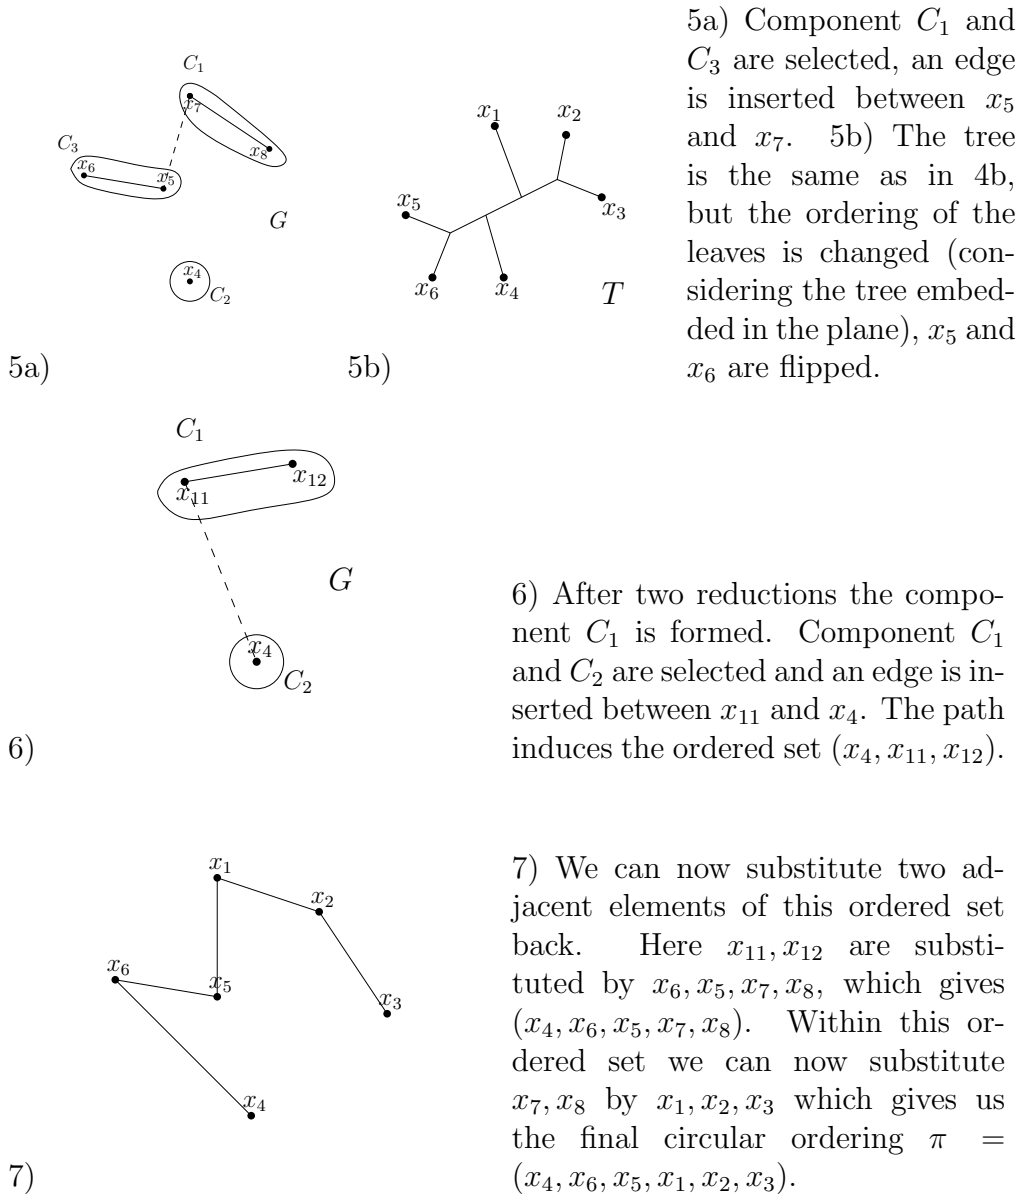 C₁
x₇
x₈
C₃
x₆
x₅
G
x₄
C₂
5a)
x₁
x₂
x₃
x₅
x₆
x₄
T
5b)
5a) Component C₁ and
C₃ are selected, an edge
is inserted between x₅
and x₇. 5b) The tree
is the same as in 4b,
but the ordering of the
leaves is changed (con-
sidering the tree embed-
ded in the plane), x₅ and
x₆ are flipped.
C₁
x₁₁
x₁₂
G
x₄
C₂
6)
6) After two reductions the compo-
nent C₁ is formed. Component C₁
and C₂ are selected and an edge is in-
serted between x₁₁ and x₄. The path
induces the ordered set (x₄, x₁₁, x₁₂).
x₁
x₂
x₆
x₅
x₃
x₄
7)
7) We can now substitute two ad-
jacent elements of this ordered set
back. Here x₁₁, x₁₂ are substi-
tuted by x₆, x₅, x₇, x₈, which gives
(x₄, x₆, x₅, x₇, x₈). Within this or-
dered set we can now substitute
x₇, x₈ by x₁, x₂, x₃ which gives us
the final circular ordering π =
(x₄, x₆, x₅, x₁, x₂, x₃).